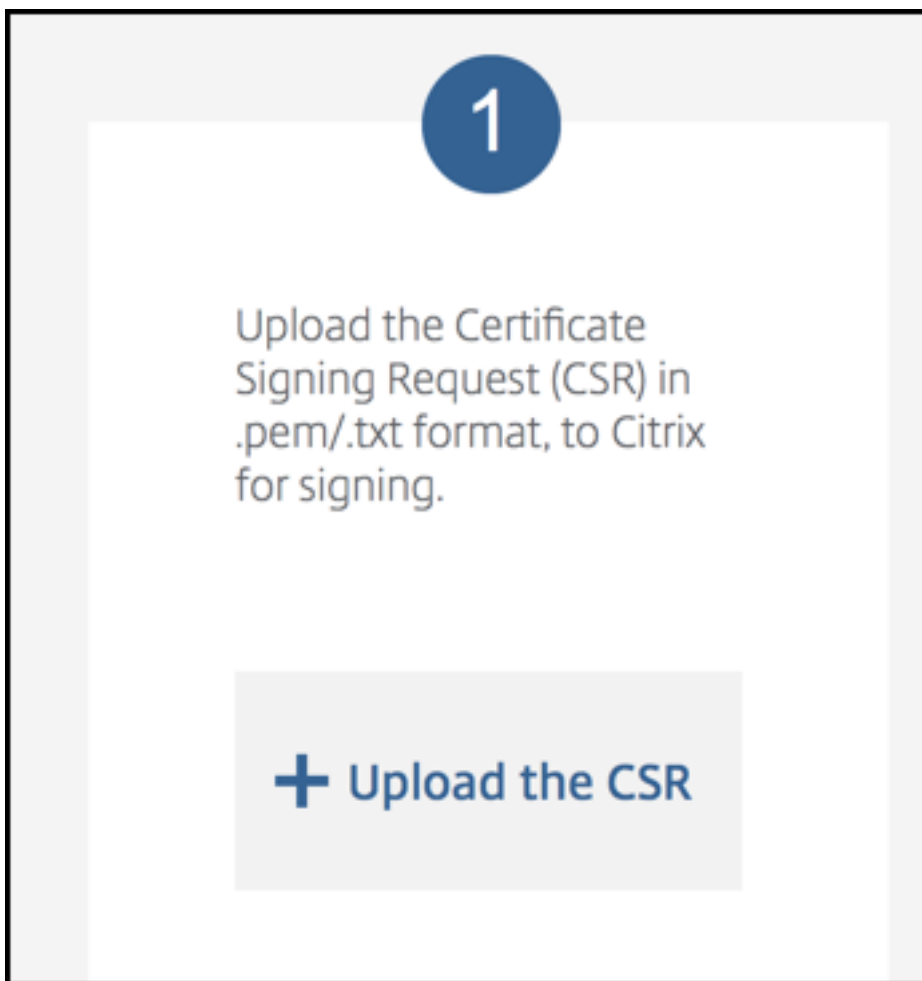 1
Upload the Certificate
Signing Request (CSR) in
.pem/.txt format, to Citrix
for signing.
+ Upload the CSR